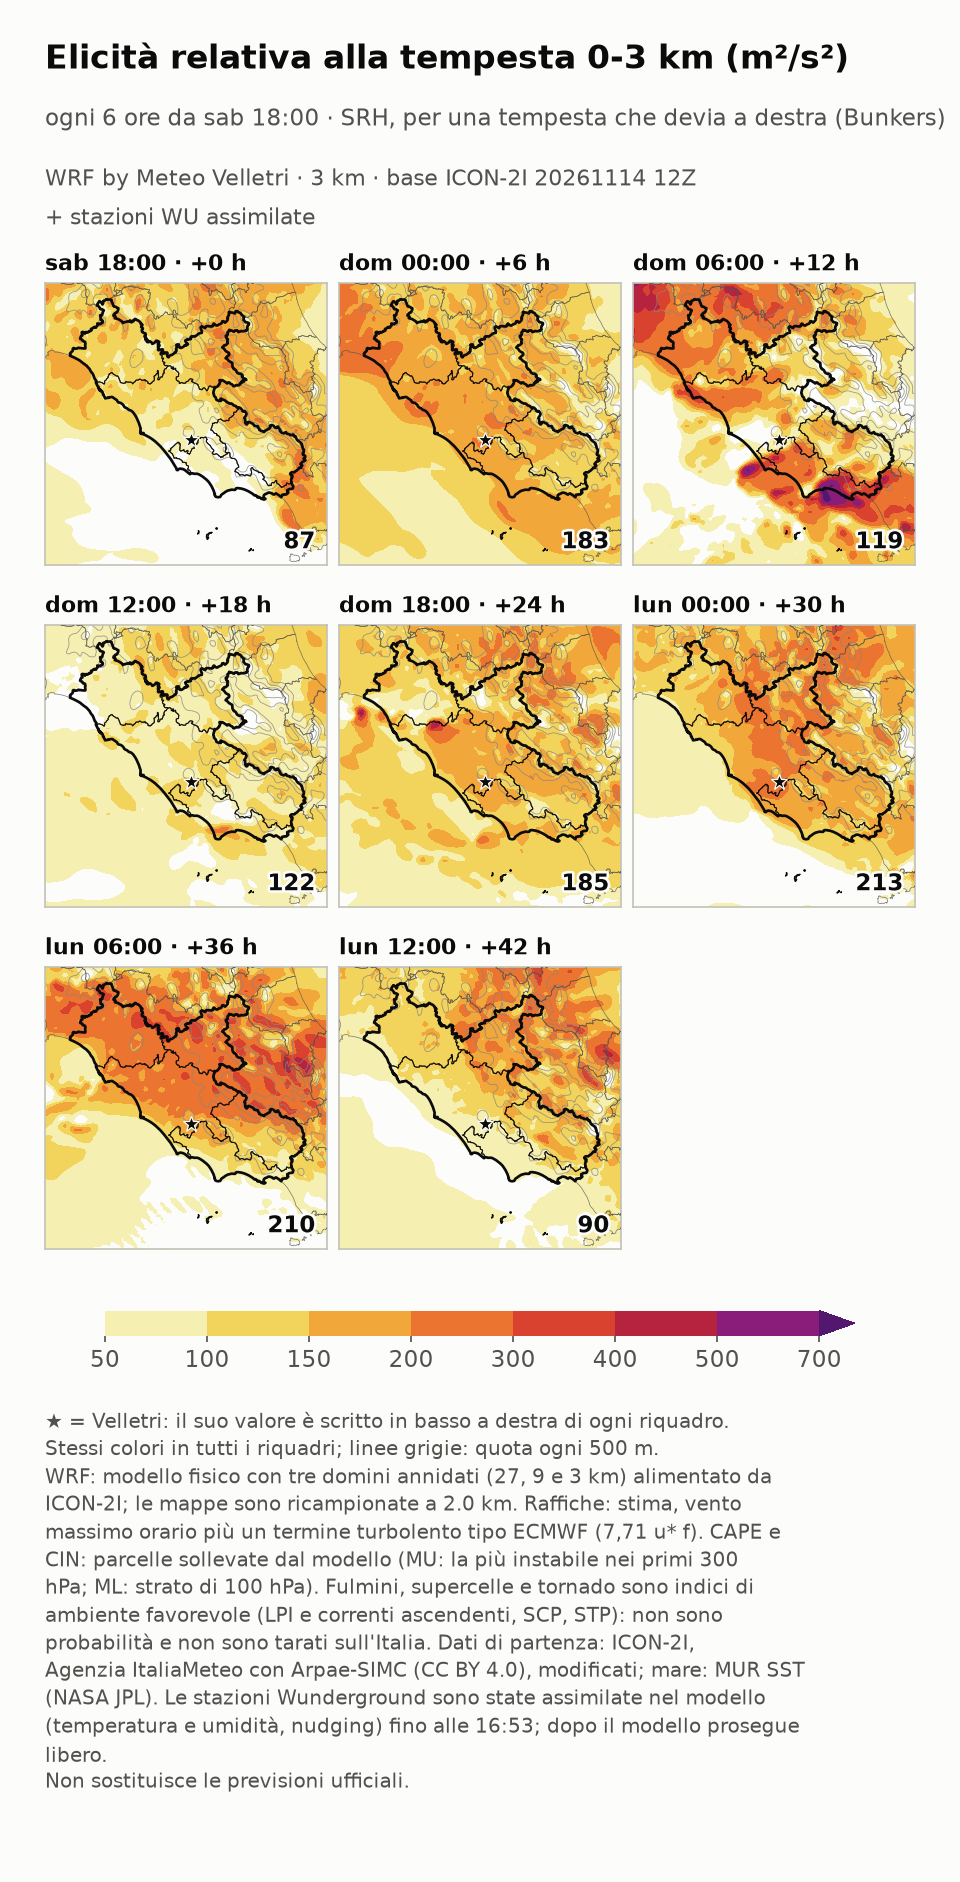 Elicità relativa alla tempesta 0-3 km (m²/s²)
ogni 6 ore da sab 18:00 · SRH, per una tempesta che devia a destra (Bunkers)
WRF by Meteo Velletri · 3 km · base ICON-2I 20261114 12Z
+ stazioni WU assimilate
sab 18:00 · +0 h
dom 00:00 · +6 h
dom 06:00 · +12 h
87
183
119
dom 12:00 · +18 h
dom 18:00 · +24 h
lun 00:00 · +30 h
122
185
213
lun 06:00 · +36 h
lun 12:00 · +42 h
210
90
50 100 150 200 300 400 500 700
★ = Velletri: il suo valore è scritto in basso a destra di ogni riquadro.
Stessi colori in tutti i riquadri; linee grigie: quota ogni 500 m.
WRF: modello fisico con tre domini annidati (27, 9 e 3 km) alimentato da
ICON-2I; le mappe sono ricampionate a 2.0 km. Raffiche: stima, vento
massimo orario più un termine turbolento tipo ECMWF (7,71 u* f). CAPE e
CIN: parcelle sollevate dal modello (MU: la più instabile nei primi 300
hPa; ML: strato di 100 hPa). Fulmini, supercelle e tornado sono indici di
ambiente favorevole (LPI e correnti ascendenti, SCP, STP): non sono
probabilità e non sono tarati sull'Italia. Dati di partenza: ICON-2I,
Agenzia ItaliaMeteo con Arpae-SIMC (CC BY 4.0), modificati; mare: MUR SST
(NASA JPL). Le stazioni Wunderground sono state assimilate nel modello
(temperatura e umidità, nudging) fino alle 16:53; dopo il modello prosegue
libero.
Non sostituisce le previsioni ufficiali.